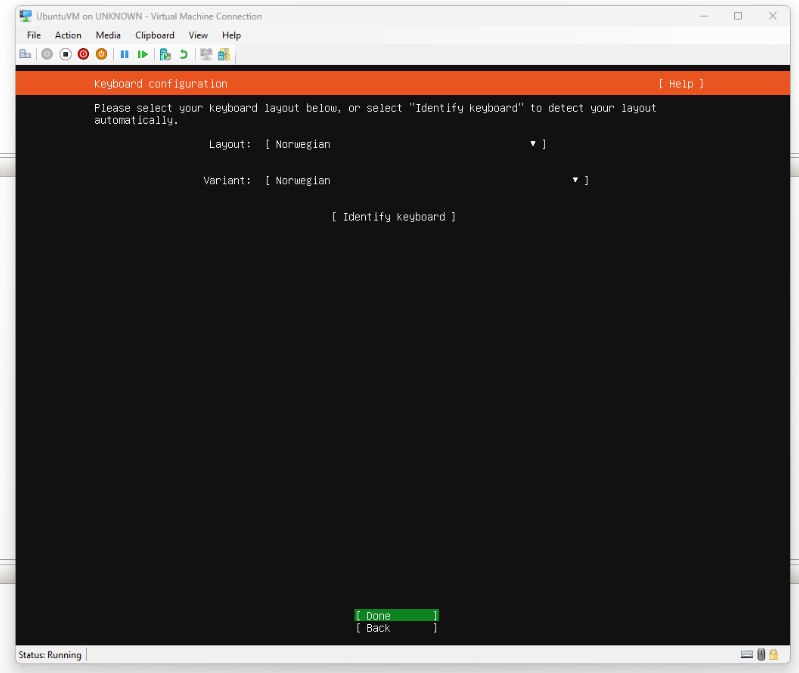 UbuntuVM on UNKNOWN - Virtual Machine Connection
File Action Media Clipboard View Help
Keyboard configuration [ Help ]
Please select your keyboard layout below, or select "Identify keyboard" to detect your layout
automatically.
Layout: [ Norwegian ▾ ]
Variant: [ Norwegian ▾ ]
[ Identify keyboard ]
[ Done ]
[ Back ]
Status: Running